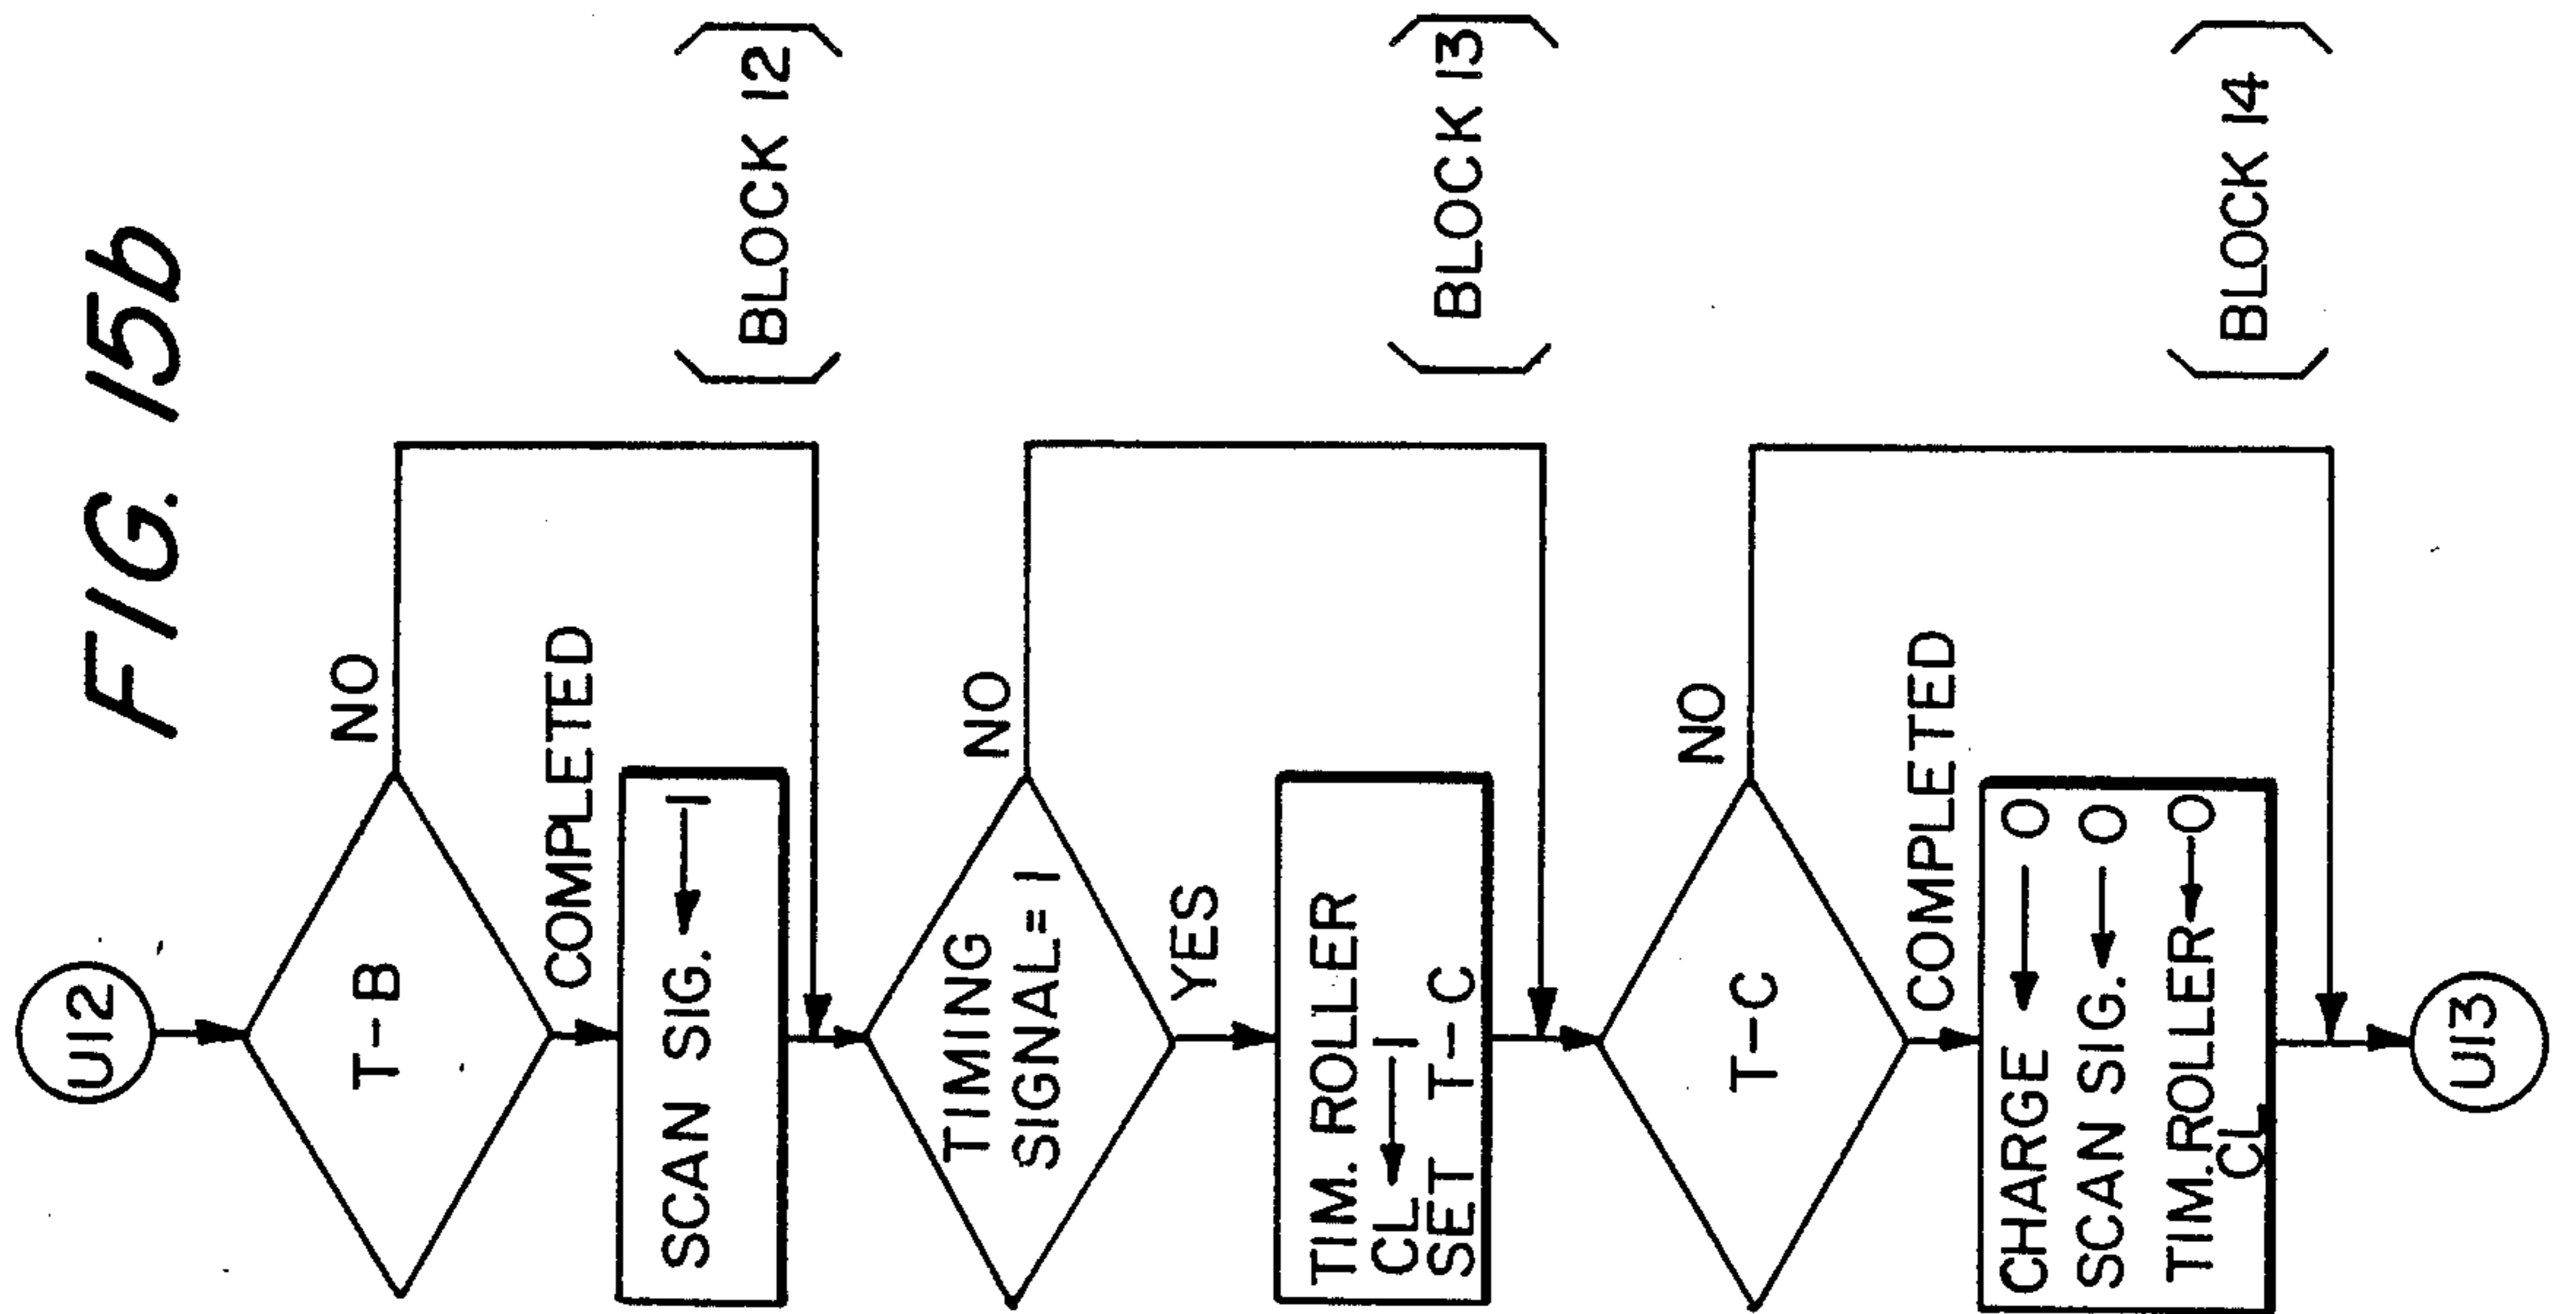 FIG. 15b
U12
T-B
NO
COMPLETED
SCAN SIG. ← 1
(BLOCK 12)
TIMING
SIGNAL=1
NO
YES
TIM. ROLLER
CL ← 1
SET T-C
(BLOCK 13)
T-C
NO
COMPLETED
CHARGE ← 0
SCAN SIG. ← 0
TIM. ROLLER ← 0
CL
(BLOCK 14)
U13